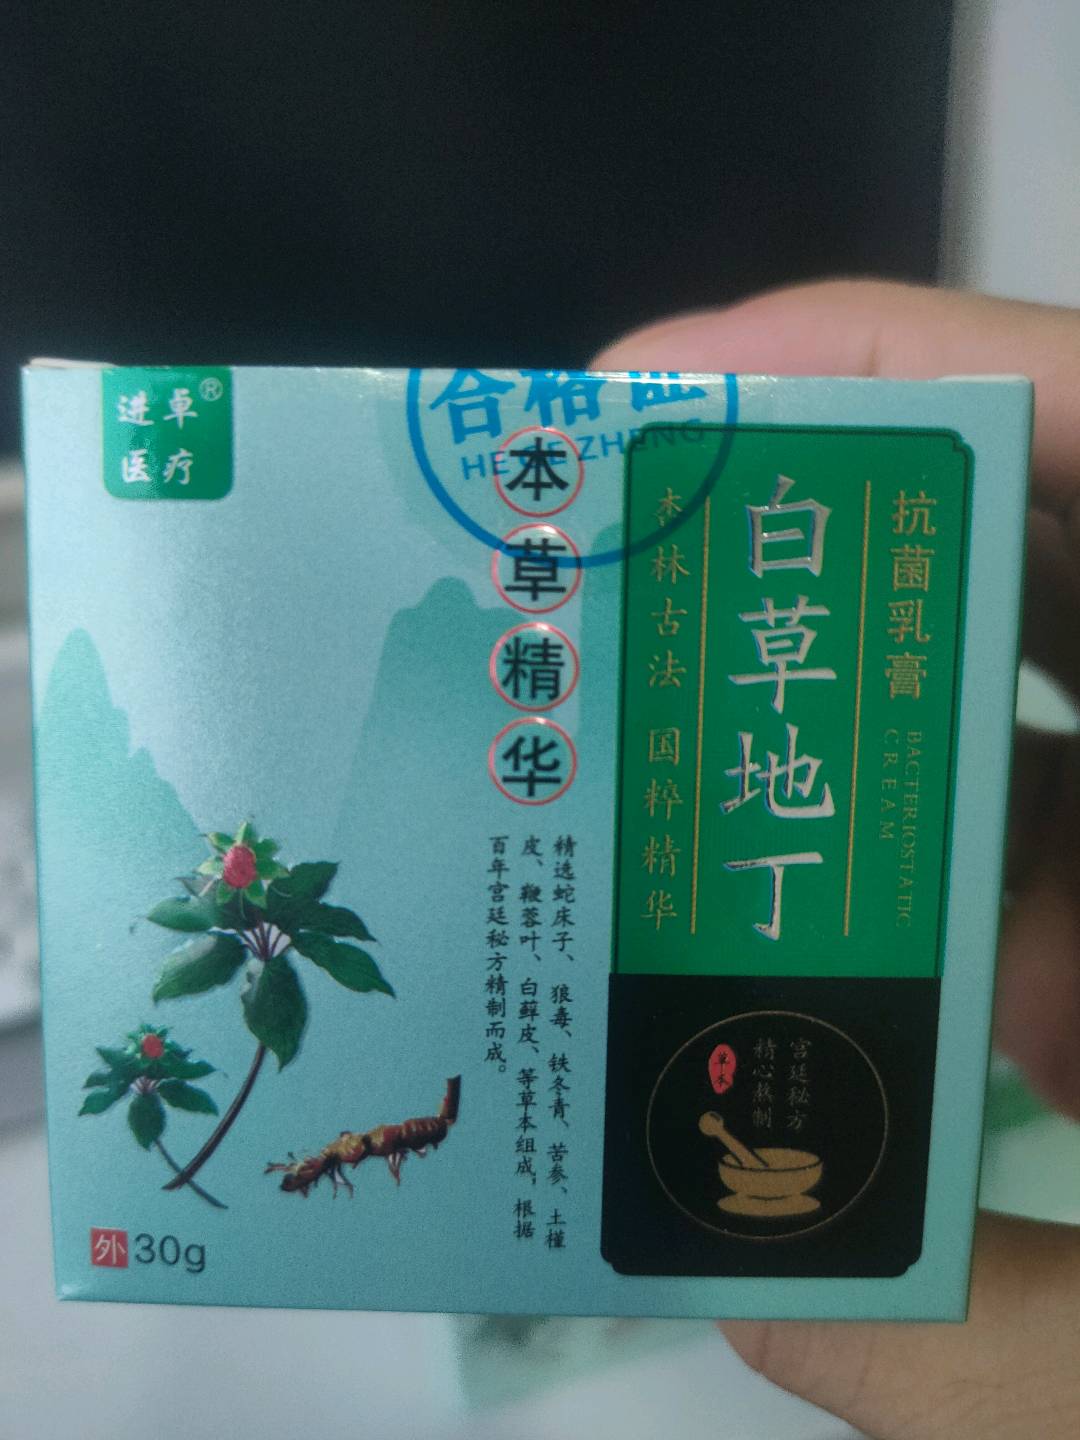 进卓®
医疗
合格证
HE GE ZHENG
本草精华
抗菌乳膏
BACTERIOSTATIC
CREAM
白草地丁
杏林古法 国粹精华
精选蛇床子、狼毒、铁冬青、苦参、土槿
皮、鞭蓉叶、白藓皮、等草本组成，根据
百年宫廷秘方精制而成。
宫廷秘方
精心熬制
草本
外 30g